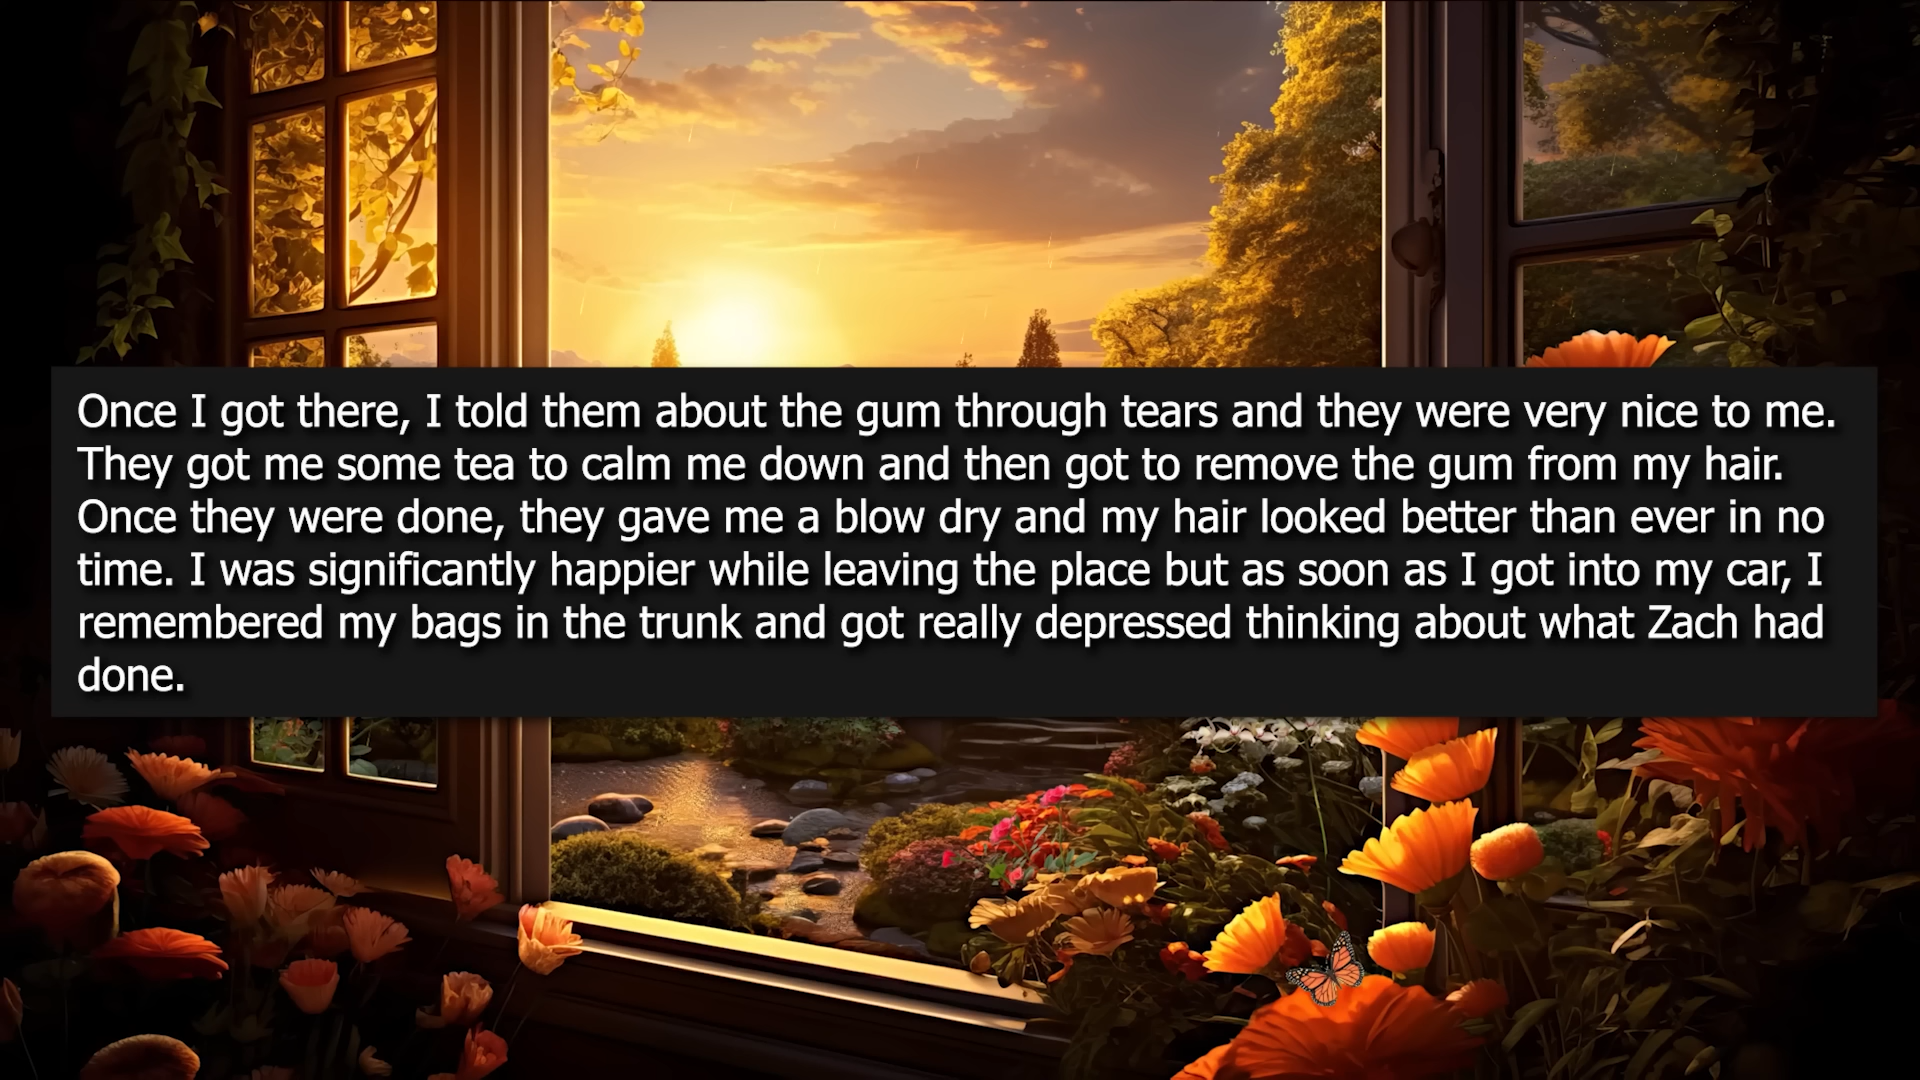 Once I got there, I told them about the gum through tears and they were very nice to me.
They got me some tea to calm me down and then got to remove the gum from my hair.
Once they were done, they gave me a blow dry and my hair looked better than ever in no
time. I was significantly happier while leaving the place but as soon as I got into my car, I
remembered my bags in the trunk and got really depressed thinking about what Zach had
done.